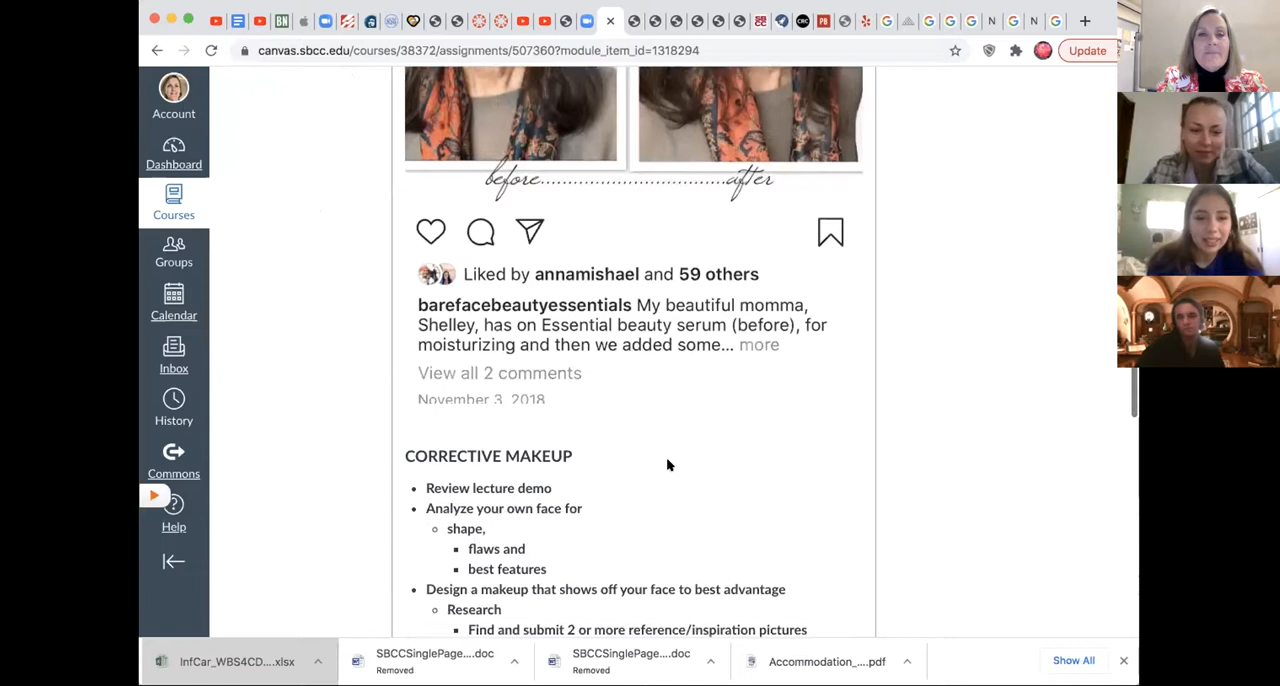 canvas.sbcc.edu/courses/38372/assignments/507360?module_item_id=1318294
Update
Account
Dashboard
Courses
Groups
Calendar
Inbox
History
Commons
Help
before..............................after
Liked by annamishael and 59 others
barefacebeautyessentials My beautiful momma,
Shelley, has on Essential beauty serum (before), for
moisturizing and then we added some... more
View all 2 comments
November 3, 2018
CORRECTIVE MAKEUP
• Review lecture demo
• Analyze your own face for
shape,
flaws and
best features
• Design a makeup that shows off your face to best advantage
Research
Find and submit 2 or more reference/inspiration pictures
InfCar_WBS4CD....xlsx
SBCCSinglePage....doc
Removed
SBCCSinglePage....doc
Removed
Accommodation_....pdf
Show All